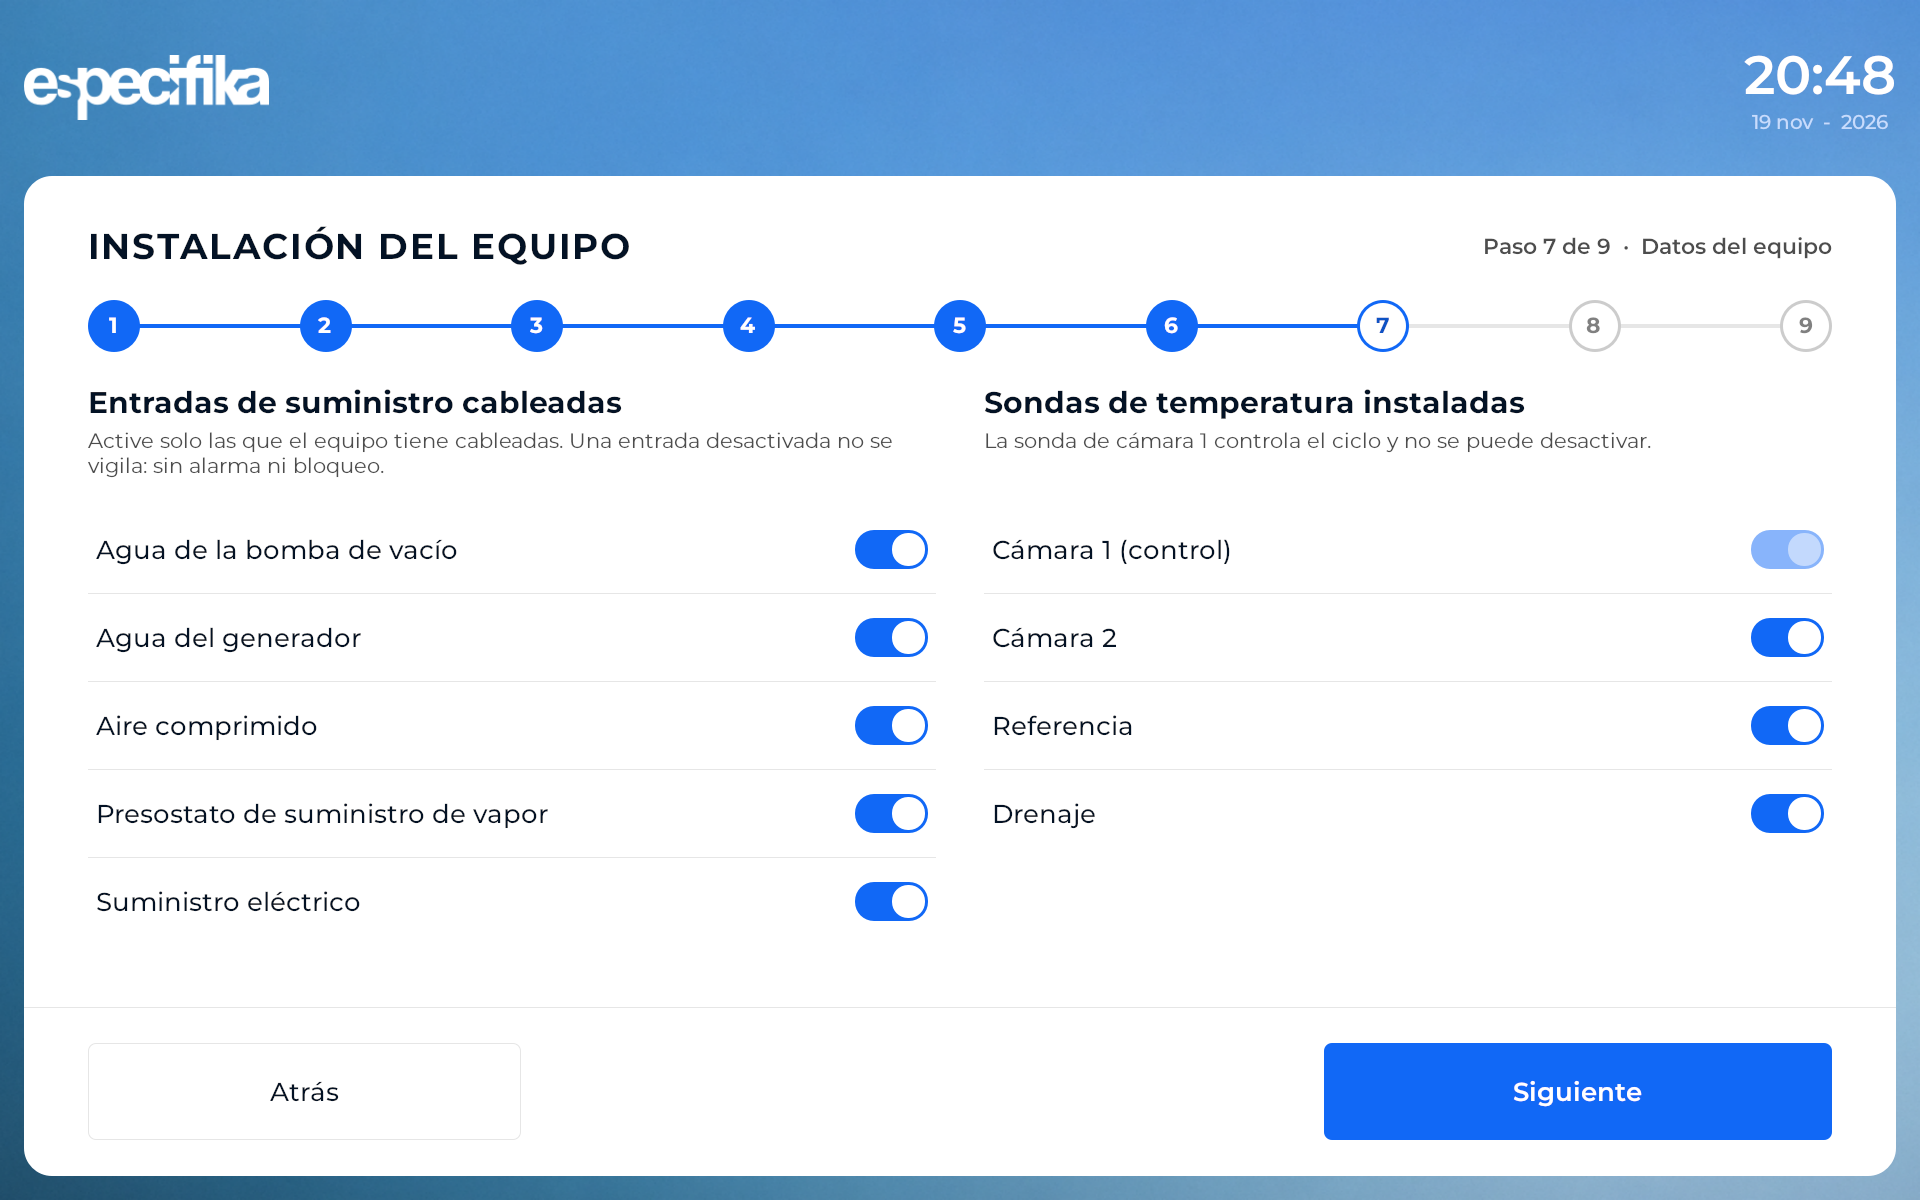 especifika
20:48
19 nov - 2026
INSTALACIÓN DEL EQUIPO
Paso 7 de 9 · Datos del equipo
1 2 3 4 5 6 7 8 9
Entradas de suministro cableadas
Active solo las que el equipo tiene cableadas. Una entrada desactivada no se
vigila: sin alarma ni bloqueo.
Agua de la bomba de vacío
Agua del generador
Aire comprimido
Presostato de suministro de vapor
Suministro eléctrico
Sondas de temperatura instaladas
La sonda de cámara 1 controla el ciclo y no se puede desactivar.
Cámara 1 (control)
Cámara 2
Referencia
Drenaje
Atrás
Siguiente